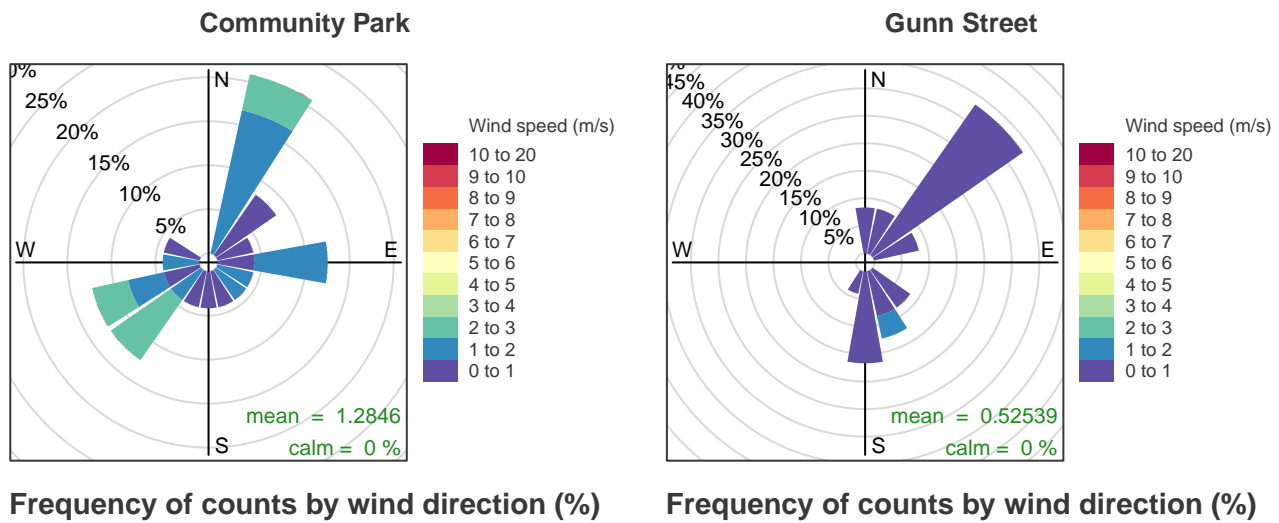 Community Park
25%
20%
15%
10%
5%
N
W
E
S
mean = 1.2846
calm = 0 %
Wind speed (m/s)
10 to 20
9 to 10
8 to 9
7 to 8
6 to 7
5 to 6
4 to 5
3 to 4
2 to 3
1 to 2
0 to 1
Frequency of counts by wind direction (%)
Gunn Street
45%
40%
35%
30%
25%
20%
15%
10%
5%
N
W
E
S
mean = 0.52539
calm = 0 %
Wind speed (m/s)
10 to 20
9 to 10
8 to 9
7 to 8
6 to 7
5 to 6
4 to 5
3 to 4
2 to 3
1 to 2
0 to 1
Frequency of counts by wind direction (%)